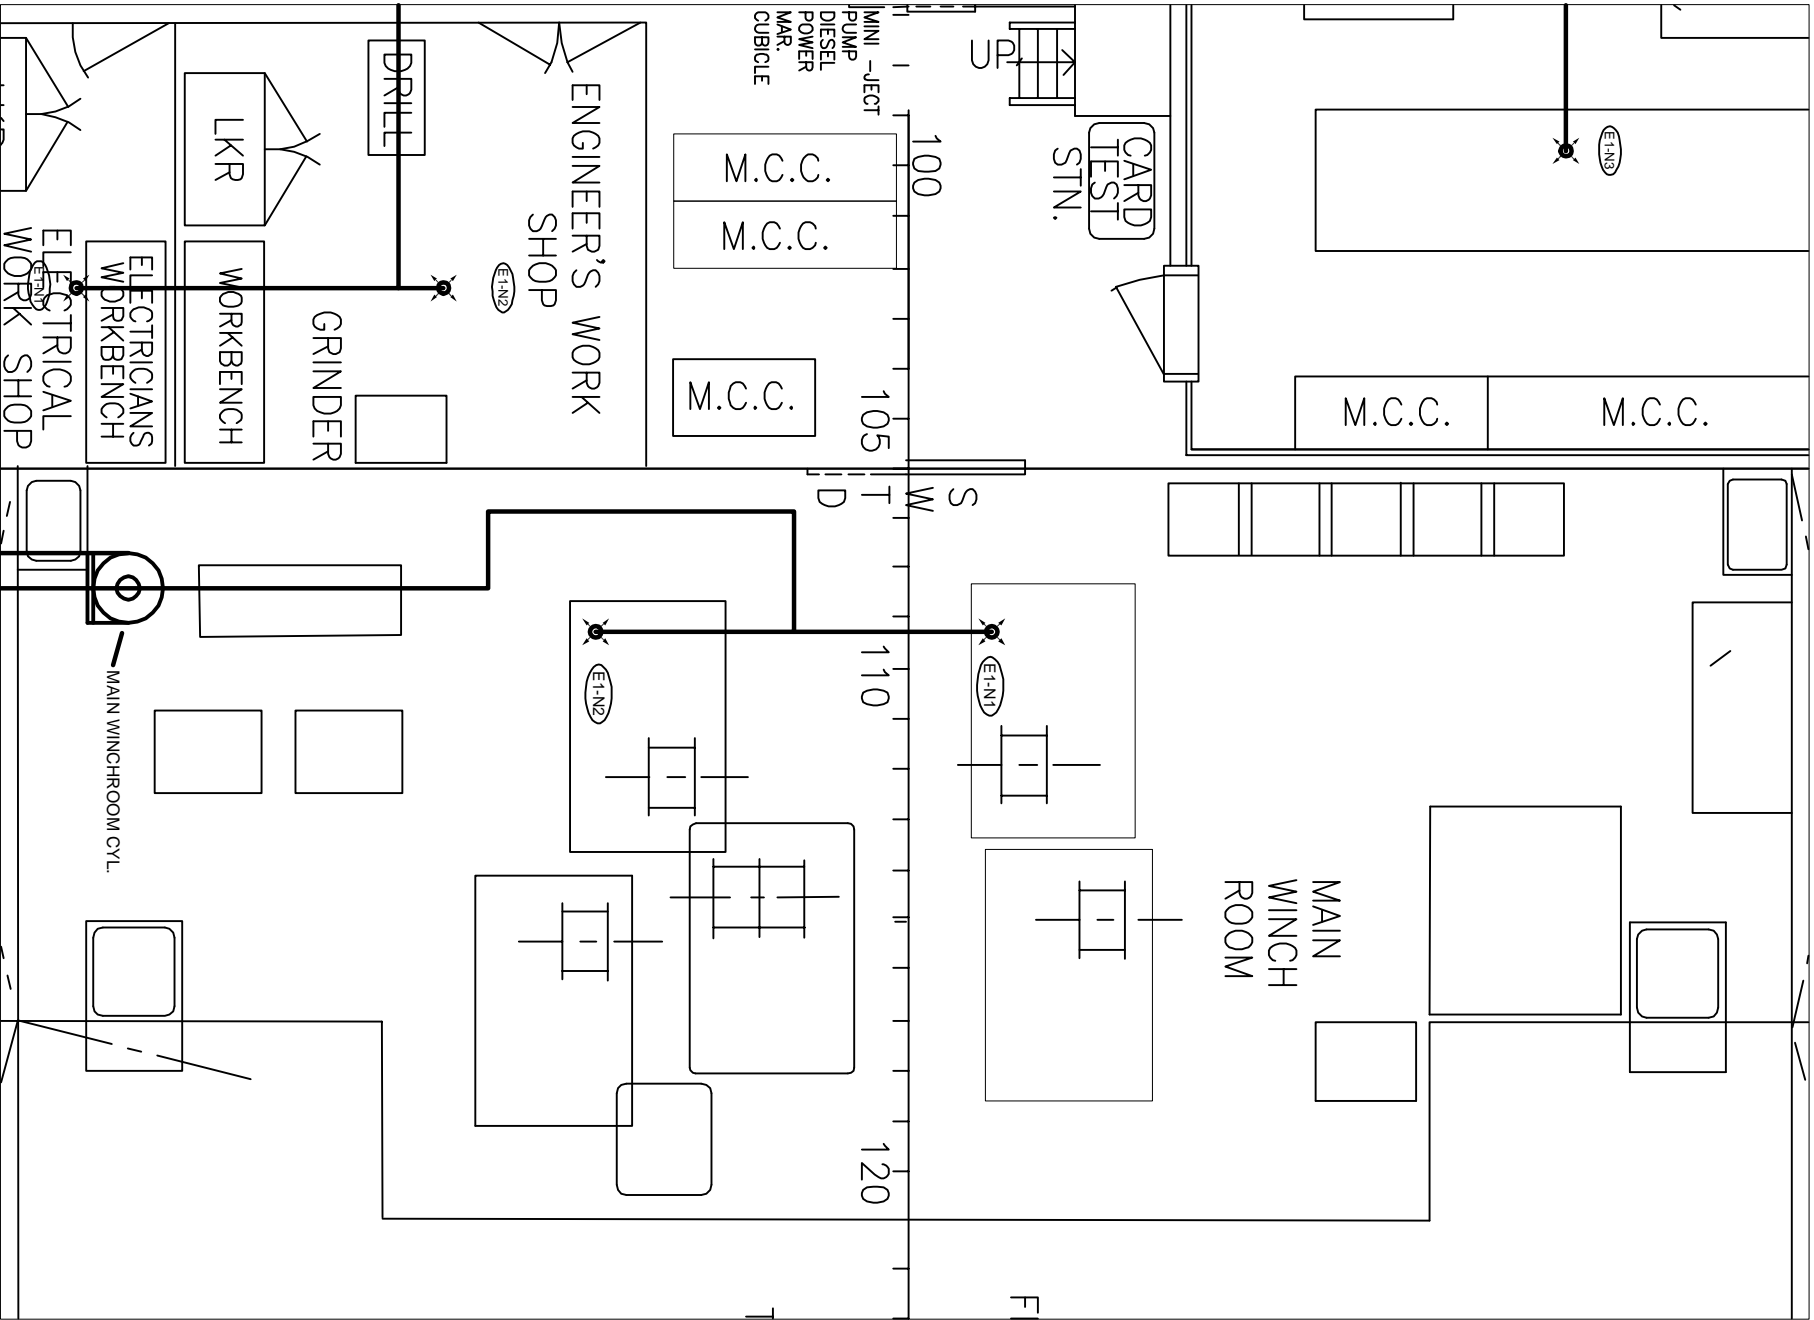 MINI -JECT
PUMP
DIESEL
POWER
MAR.
CUBICLE
UP
E1-N3
CARD
TEST
STN.
100
M.C.C.
M.C.C.
M.C.C.
M.C.C.
M.C.C.
DRILL
LKR
ENGINEER'S WORK
SHOP
E1-N2
GRINDER
WORKBENCH
ELECTRICIANS
WORKBENCH
ELECTRICAL
WORK SHOP
E1-N1
105
S
W
T
D
110
E1-N1
E1-N2
MAIN WINCHROOM CYL.
MAIN
WINCH
ROOM
120